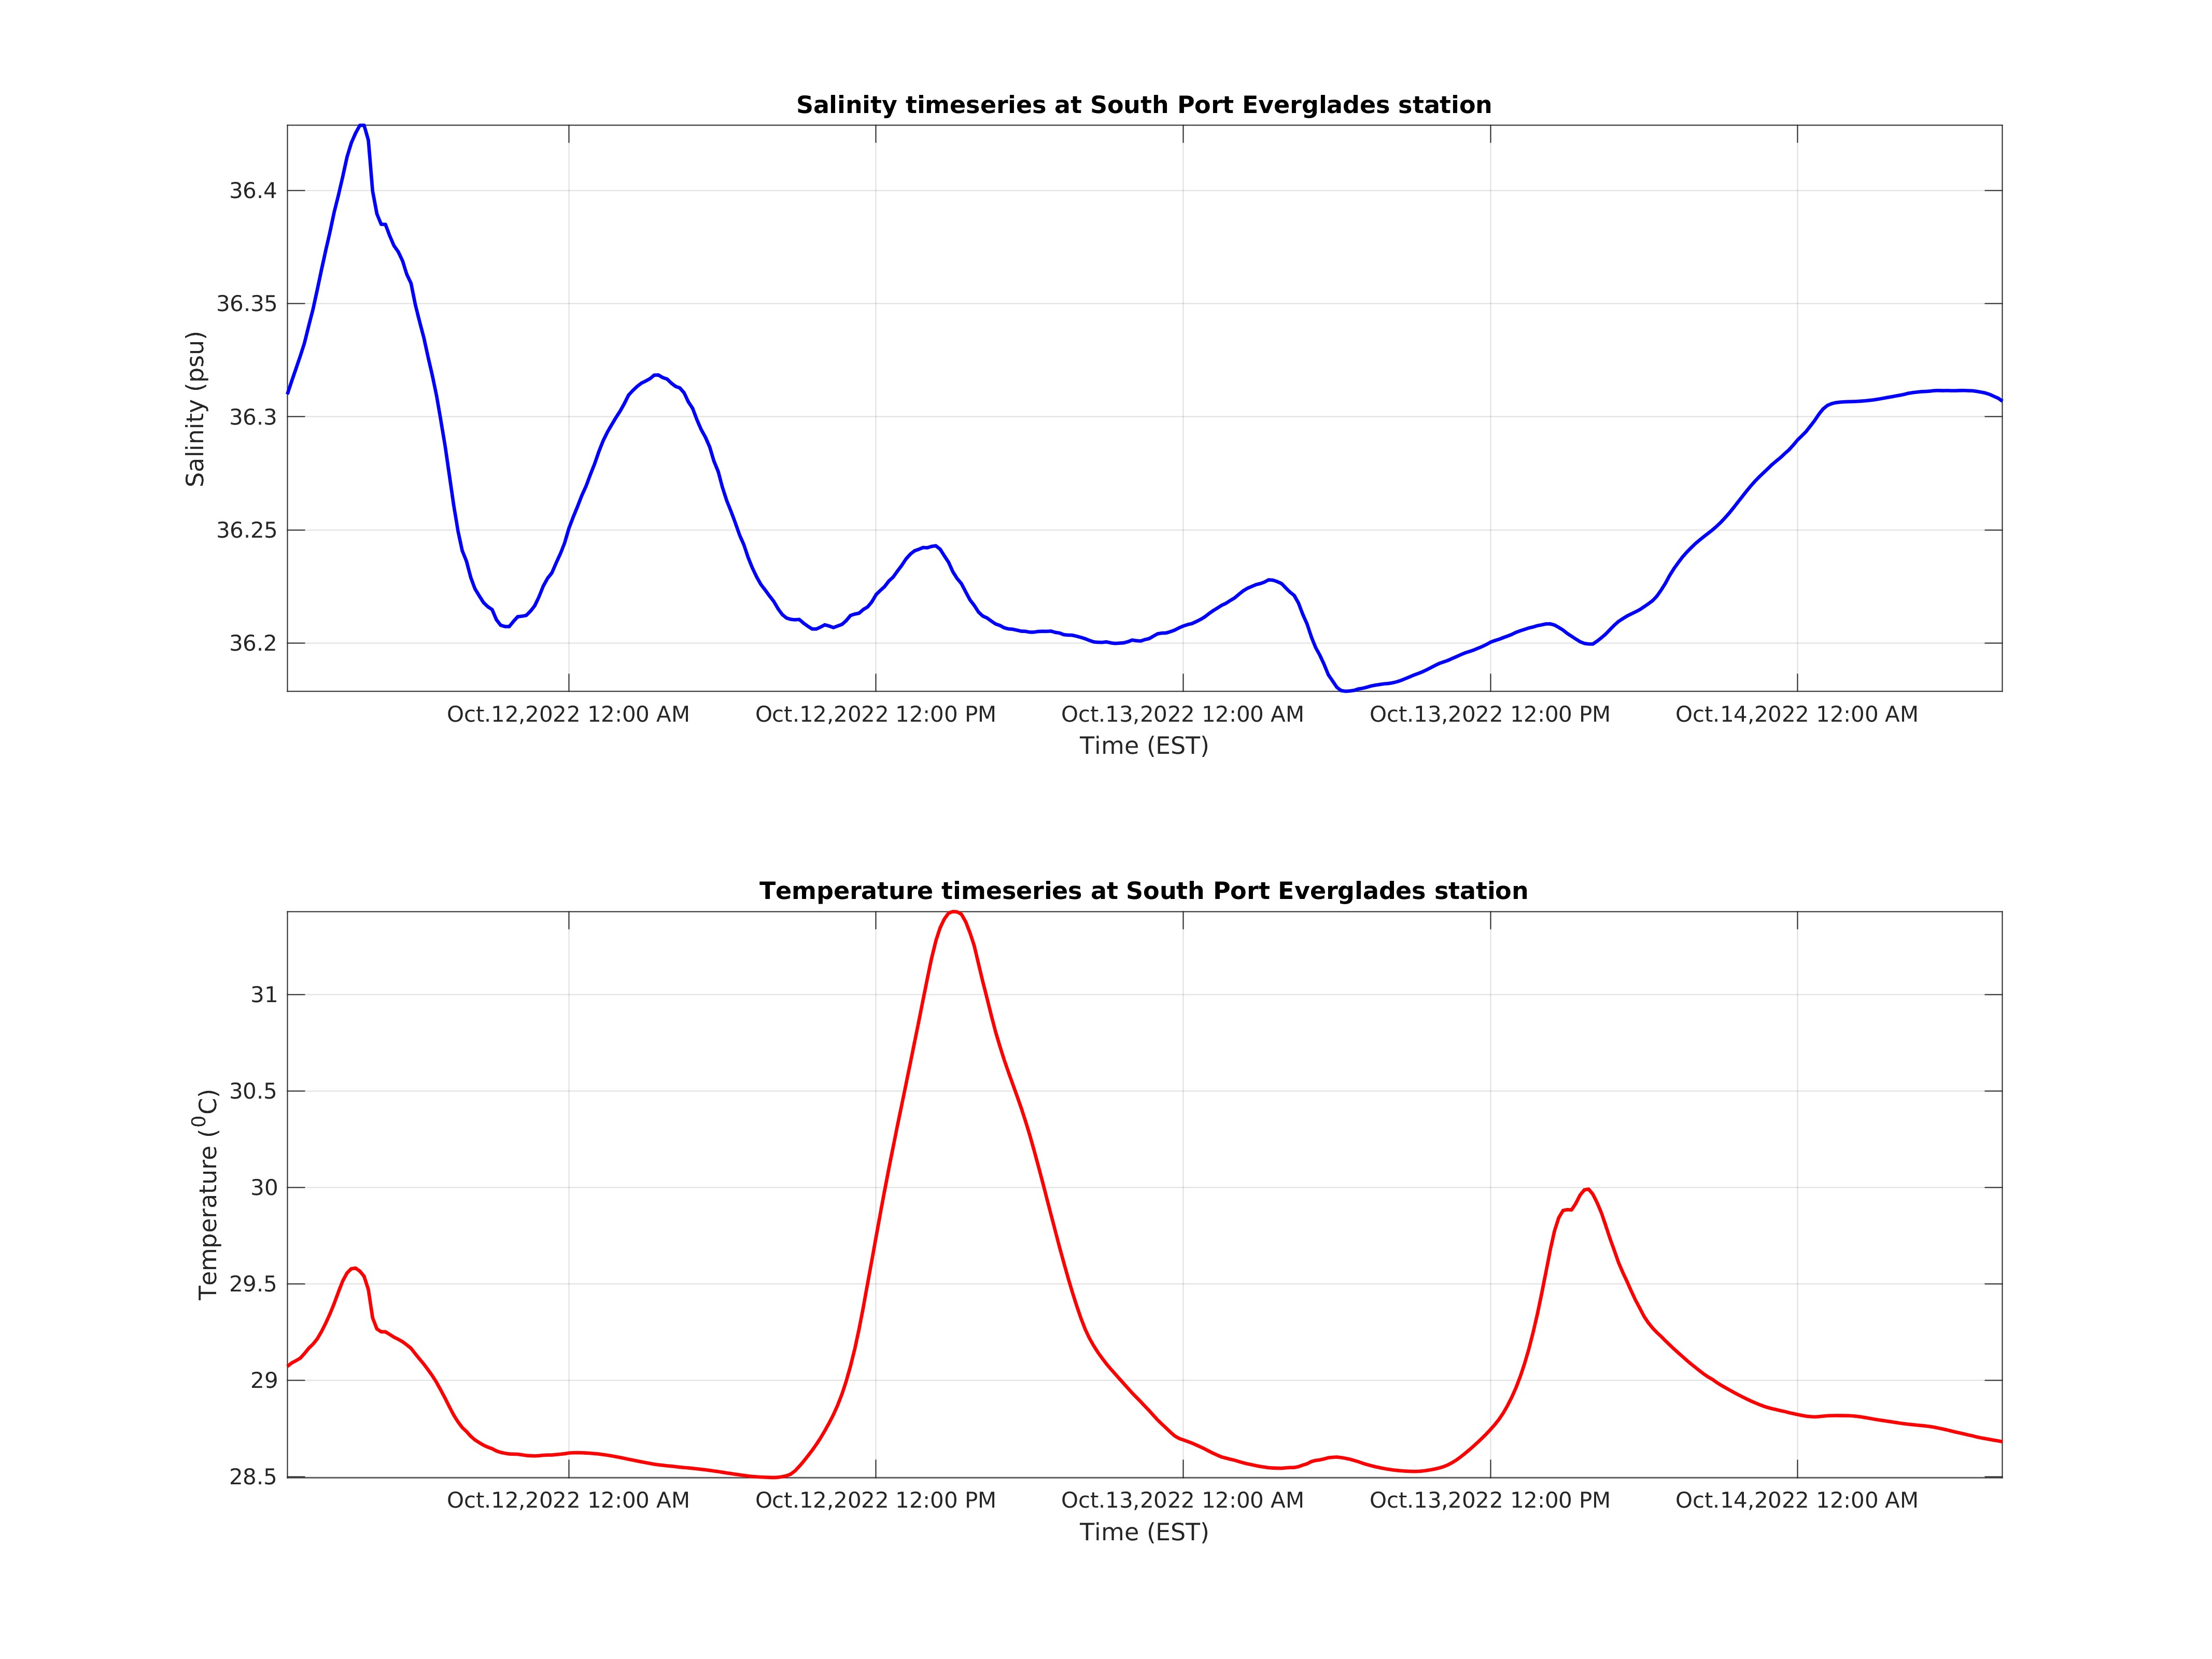 Salinity timeseries at South Port Everglades station
36.4
36.35
36.3
36.25
36.2
Salinity (psu)
Oct.12,2022 12:00 AM Oct.12,2022 12:00 PM Oct.13,2022 12:00 AM Oct.13,2022 12:00 PM Oct.14,2022 12:00 AM
Time (EST)
Temperature timeseries at South Port Everglades station
31
30.5
30
29.5
29
28.5
Temperature (⁰C)
Oct.12,2022 12:00 AM Oct.12,2022 12:00 PM Oct.13,2022 12:00 AM Oct.13,2022 12:00 PM Oct.14,2022 12:00 AM
Time (EST)